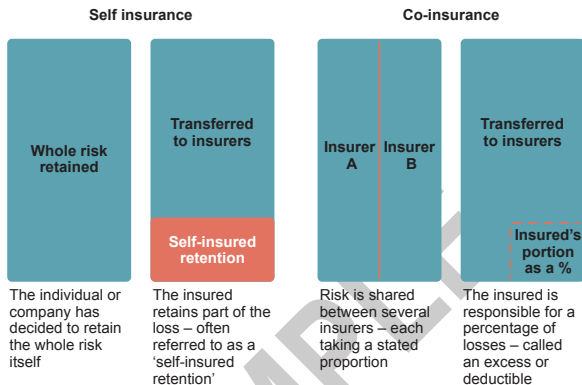 Self insurance
Co-insurance
Whole risk
retained
Transferred
to insurers
Self-insured
retention
Insurer
A
Insurer
B
Transferred
to insurers
Insured's
portion
as a %
The individual or
company has
decided to retain
the whole risk
itself
The insured
retains part of the
loss – often
referred to as a
'self-insured
retention'
Risk is shared
between several
insurers – each
taking a stated
proportion
The insured is
responsible for a
percentage of
losses – called
an excess or
deductible